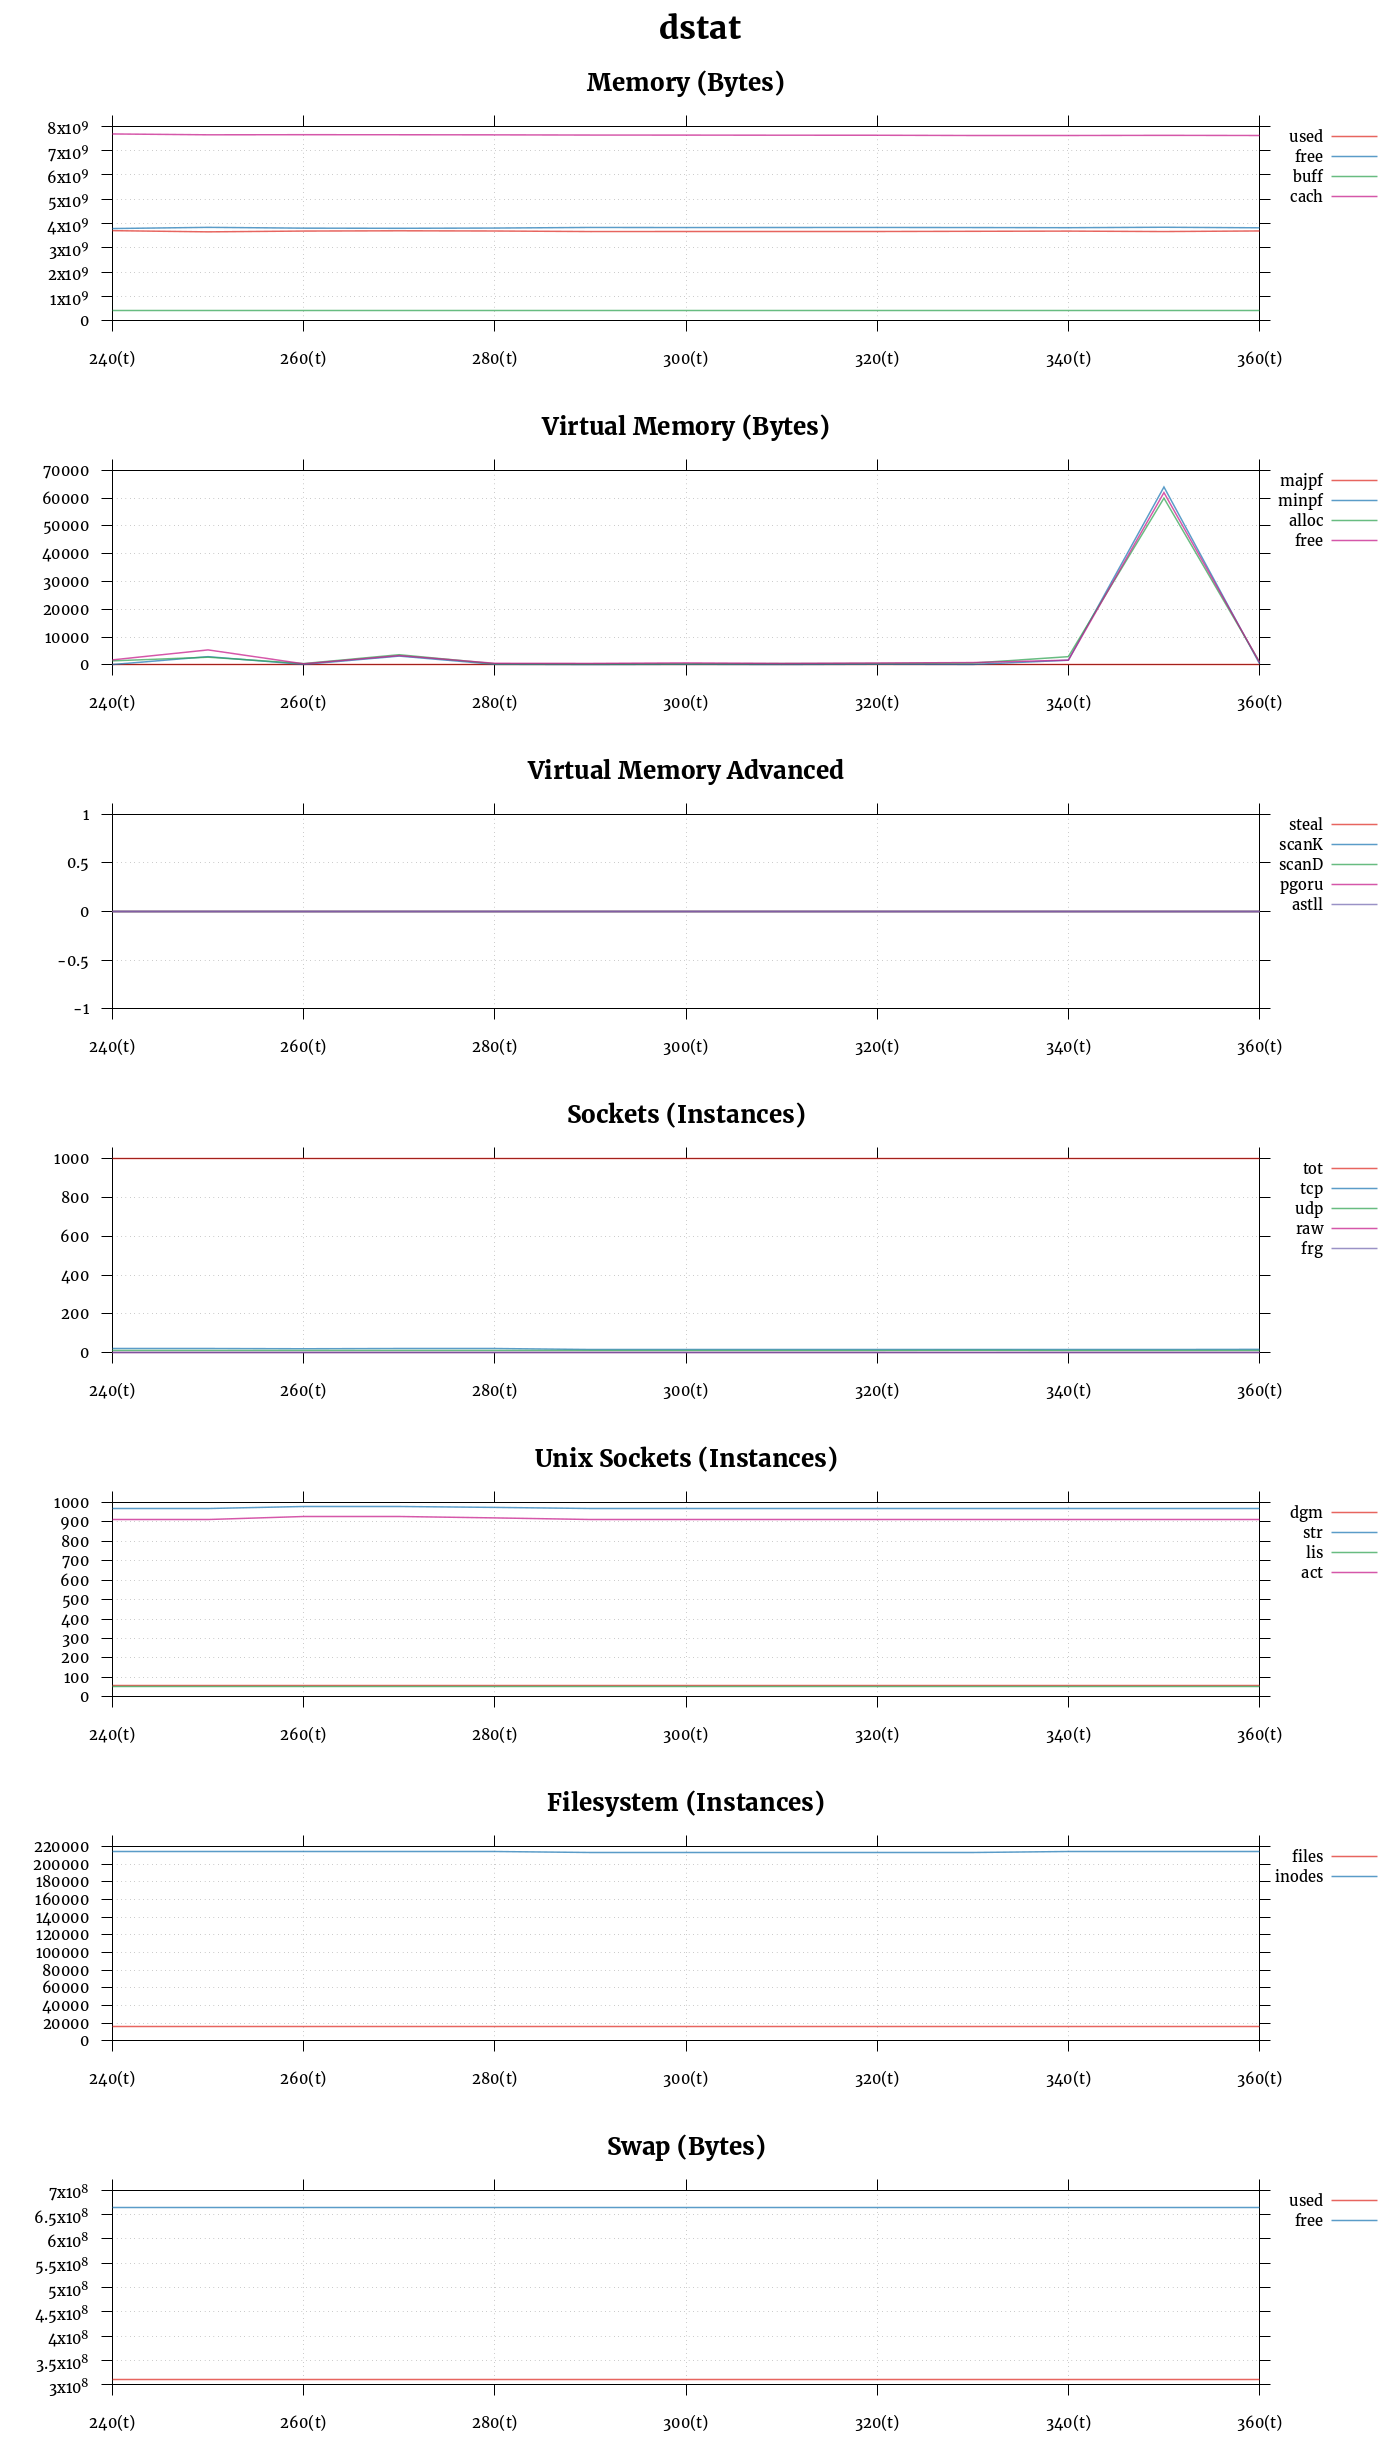 dstat
Memory (Bytes)
8x10⁹
7x10⁹
6x10⁹
5x10⁹
4x10⁹
3x10⁹
2x10⁹
1x10⁹
0
240(t) 260(t) 280(t) 300(t) 320(t) 340(t) 360(t)
used
free
buff
cach
Virtual Memory (Bytes)
70000
60000
50000
40000
30000
20000
10000
0
240(t) 260(t) 280(t) 300(t) 320(t) 340(t) 360(t)
majpf
minpf
alloc
free
Virtual Memory Advanced
1
0.5
0
-0.5
-1
240(t) 260(t) 280(t) 300(t) 320(t) 340(t) 360(t)
steal
scanK
scanD
pgoru
astll
Sockets (Instances)
1000
800
600
400
200
0
240(t) 260(t) 280(t) 300(t) 320(t) 340(t) 360(t)
tot
tcp
udp
raw
frg
Unix Sockets (Instances)
1000
900
800
700
600
500
400
300
200
100
0
240(t) 260(t) 280(t) 300(t) 320(t) 340(t) 360(t)
dgm
str
lis
act
Filesystem (Instances)
220000
200000
180000
160000
140000
120000
100000
80000
60000
40000
20000
0
240(t) 260(t) 280(t) 300(t) 320(t) 340(t) 360(t)
files
inodes
Swap (Bytes)
7x10⁸
6.5x10⁸
6x10⁸
5.5x10⁸
5x10⁸
4.5x10⁸
4x10⁸
3.5x10⁸
3x10⁸
240(t) 260(t) 280(t) 300(t) 320(t) 340(t) 360(t)
used
free